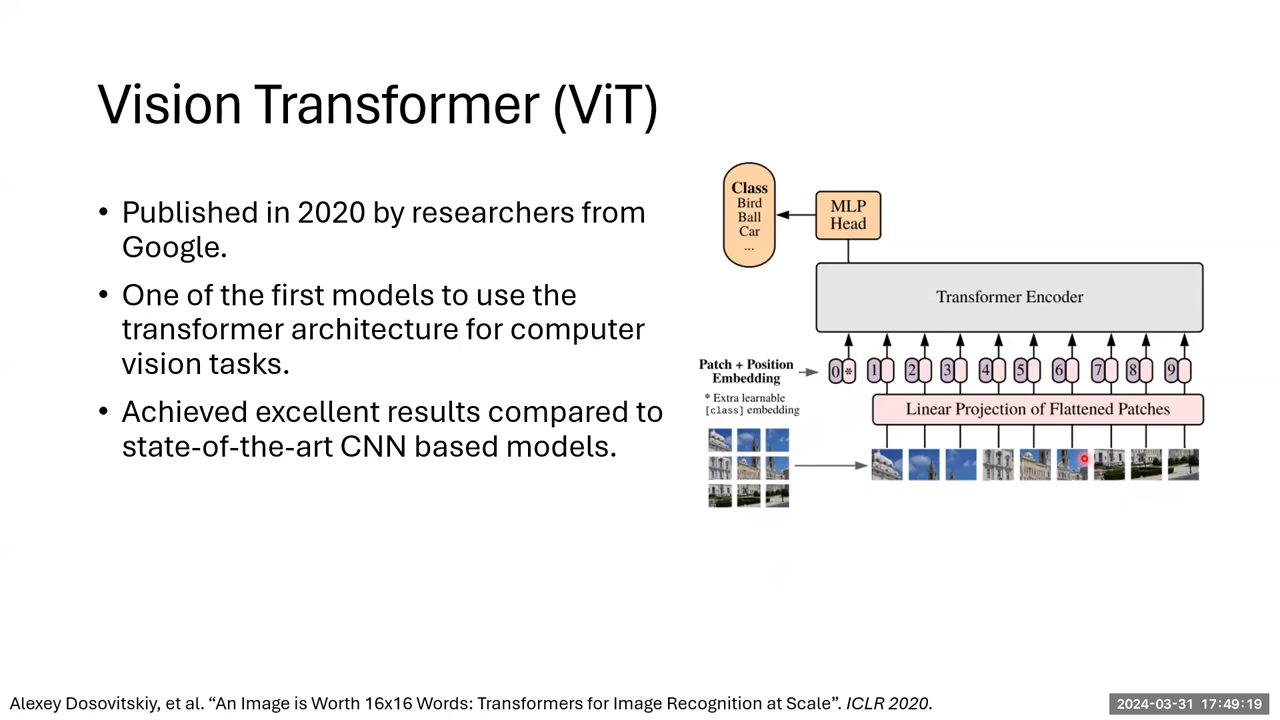 Vision Transformer (ViT)
• Published in 2020 by researchers from
Google.
• One of the first models to use the
transformer architecture for computer
vision tasks.
• Achieved excellent results compared to
state-of-the-art CNN based models.
Class
Bird
Ball
Car
...
MLP
Head
Transformer Encoder
Patch + Position
Embedding
0 * 1 2 3 4 5 6 7 8 9
* Extra learnable
[class] embedding
Linear Projection of Flattened Patches
Alexey Dosovitskiy, et al. “An Image is Worth 16x16 Words: Transformers for Image Recognition at Scale”. ICLR 2020.
2024-03-31 17:49:19